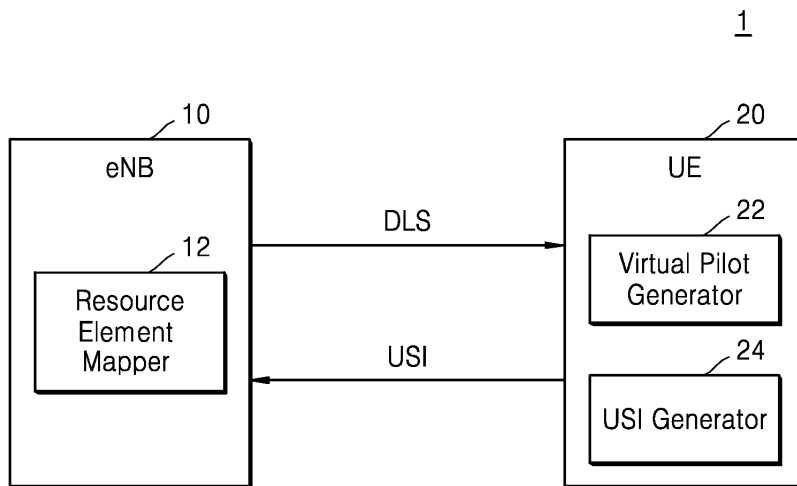 1
10
eNB
12
Resource
Element
Mapper
DLS
USI
20
UE
22
Virtual Pilot
Generator
24
USI Generator